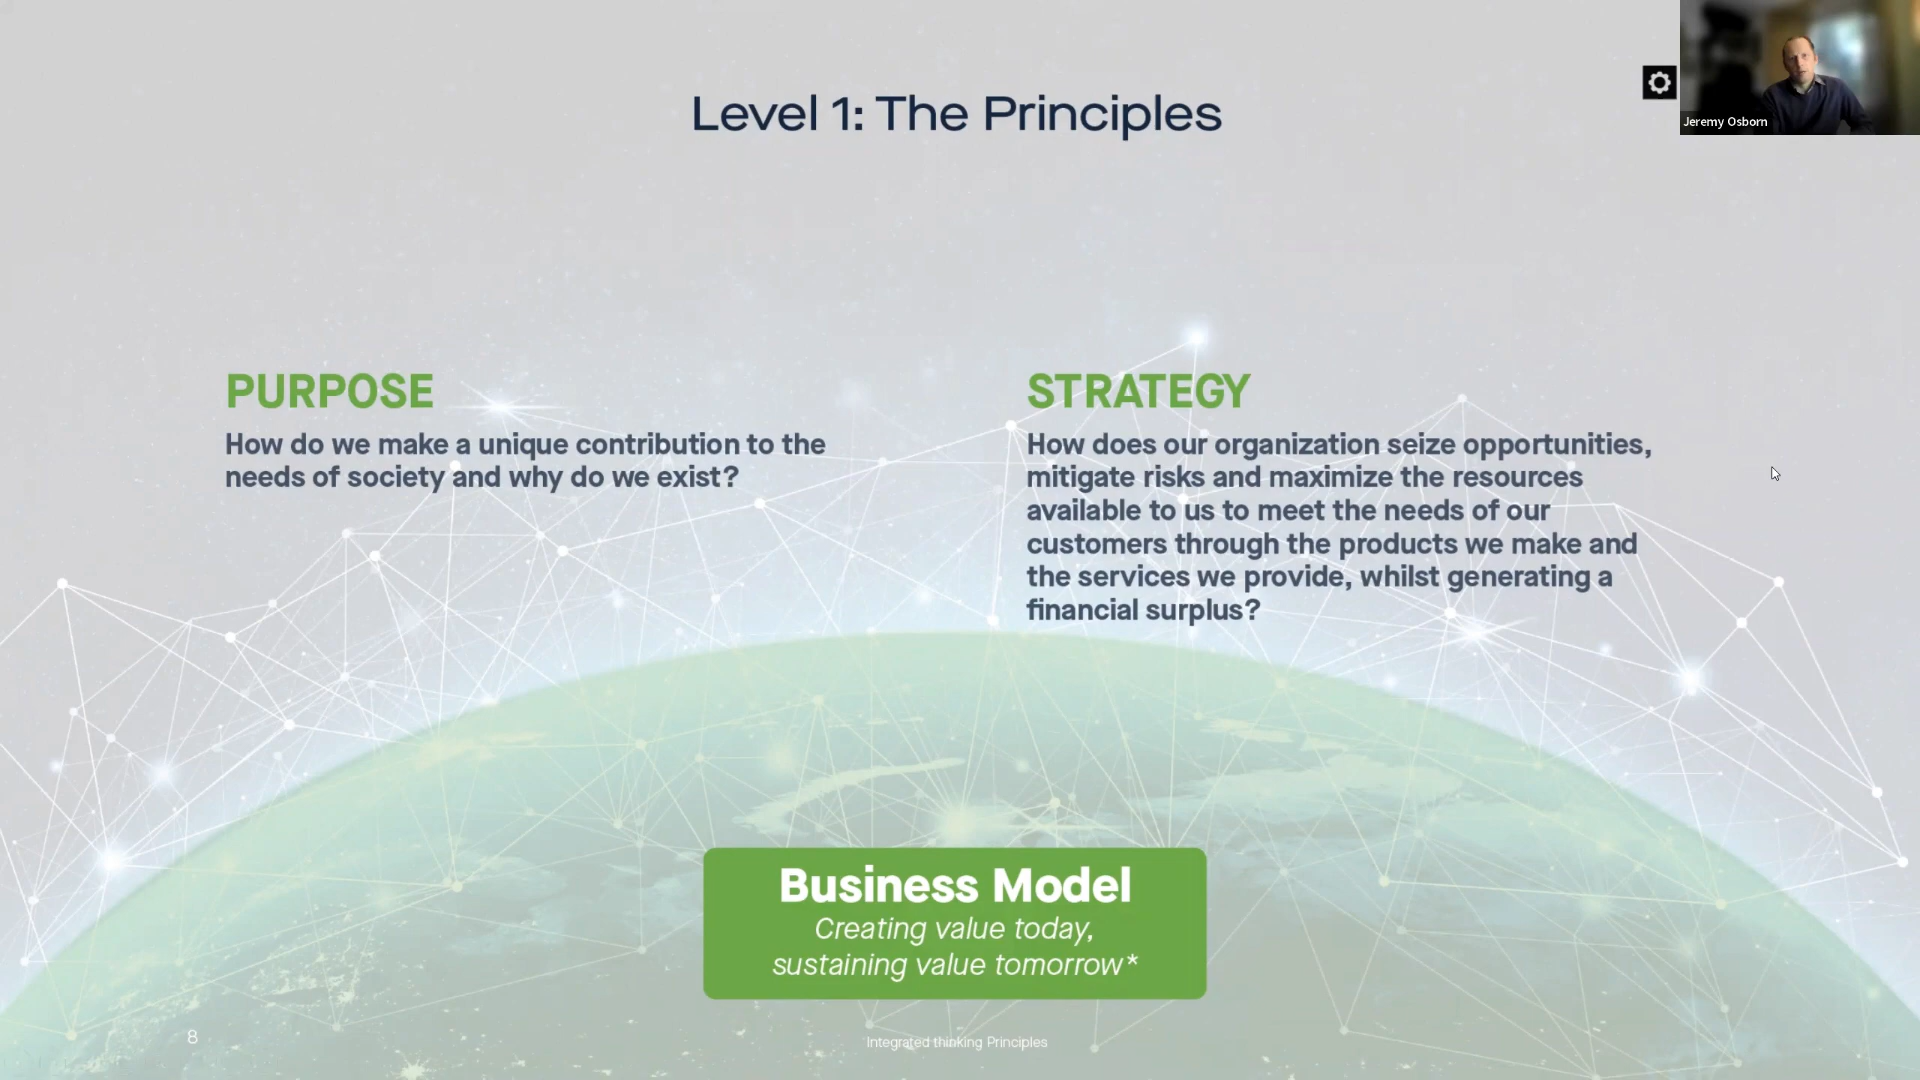 Level 1: The Principles
Jeremy Osborn
PURPOSE
How do we make a unique contribution to the
needs of society and why do we exist?
STRATEGY
How does our organization seize opportunities,
mitigate risks and maximize the resources
available to us to meet the needs of our
customers through the products we make and
the services we provide, whilst generating a
financial surplus?
Business Model
Creating value today,
sustaining value tomorrow*
8
Integrated thinking Principles